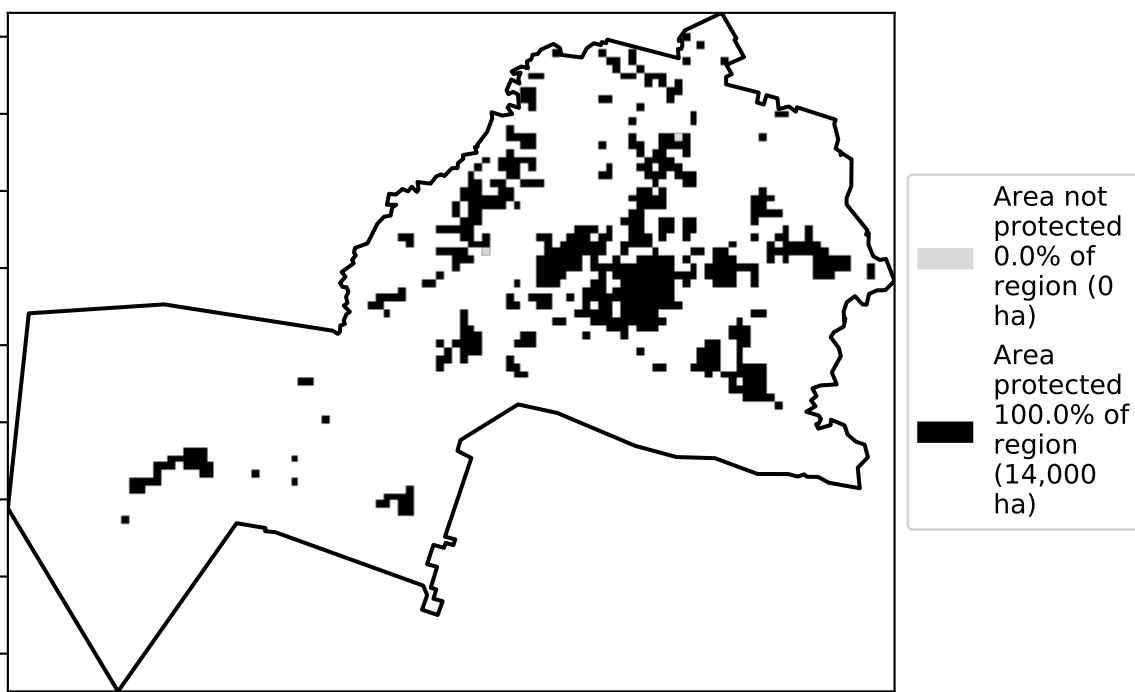 Area not
protected
0.0% of
region (0
ha)
Area
protected
100.0% of
region
(14,000
ha)